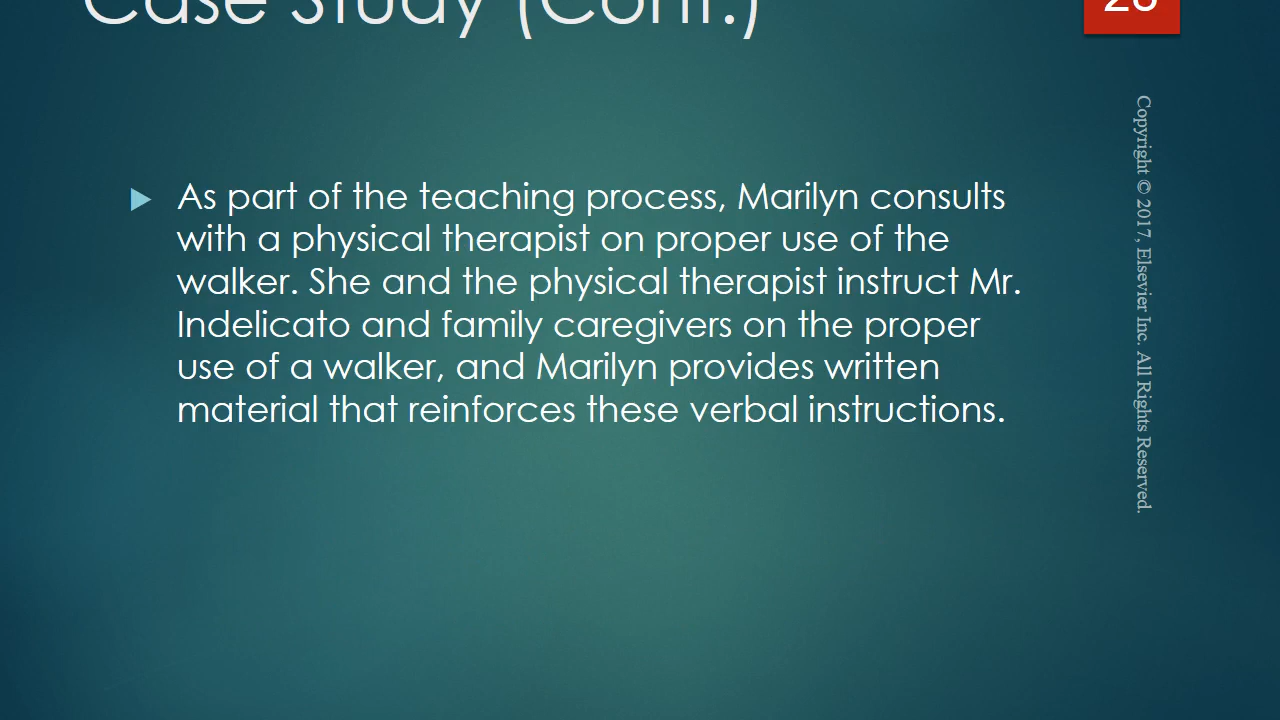 Case Study (Cont.)
As part of the teaching process, Marilyn consults
with a physical therapist on proper use of the
walker. She and the physical therapist instruct Mr.
Indelicato and family caregivers on the proper
use of a walker, and Marilyn provides written
material that reinforces these verbal instructions.
Copyright © 2017, Elsevier Inc. All Rights Reserved.